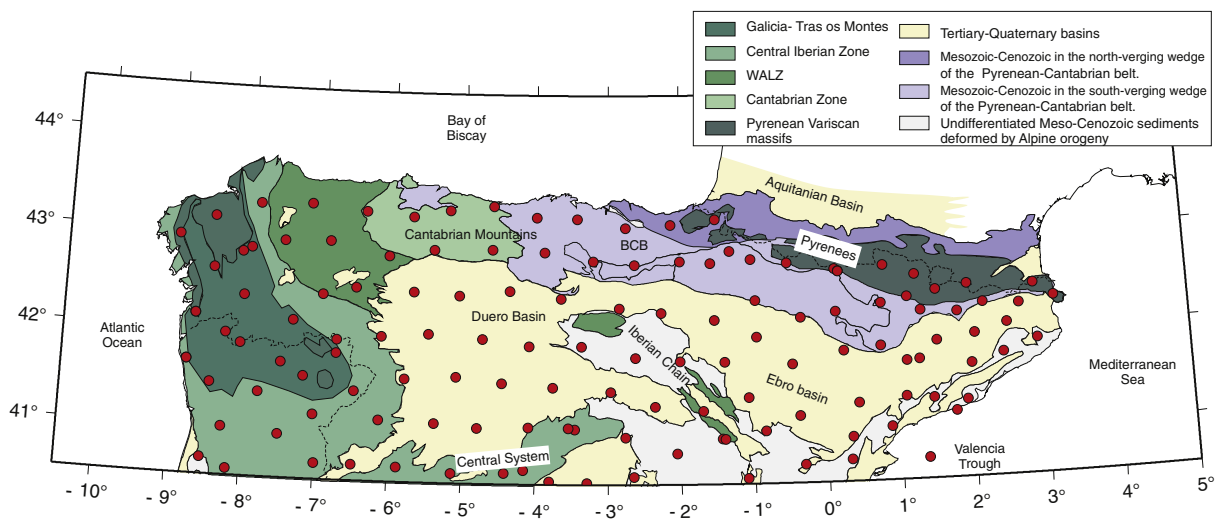 Galicia- Tras os Montes
Central Iberian Zone
WALZ
Cantabrian Zone
Pyrenean Variscan
massifs
Tertiary-Quaternary basins
Mesozoic-Cenozoic in the north-verging wedge
of the Pyrenean-Cantabrian belt.
Mesozoic-Cenozoic in the south-verging wedge
of the Pyrenean-Cantabrian belt.
Undifferentiated Meso-Cenozoic sediments
deformed by Alpine orogeny
44°
Bay of
Biscay
Aquitanian Basin
43°
Cantabrian Mountains
BCB
Pyrenees
42°
Atlantic
Ocean
Duero Basin
Iberian Chain
Ebro basin
Mediterranean
Sea
41°
Central System
Valencia
Trough
- 10°
- 9°
- 8°
- 7°
- 6°
- 5°
- 4°
- 3°
- 2°
- 1°
0°
1°
2°
3°
4°
5°